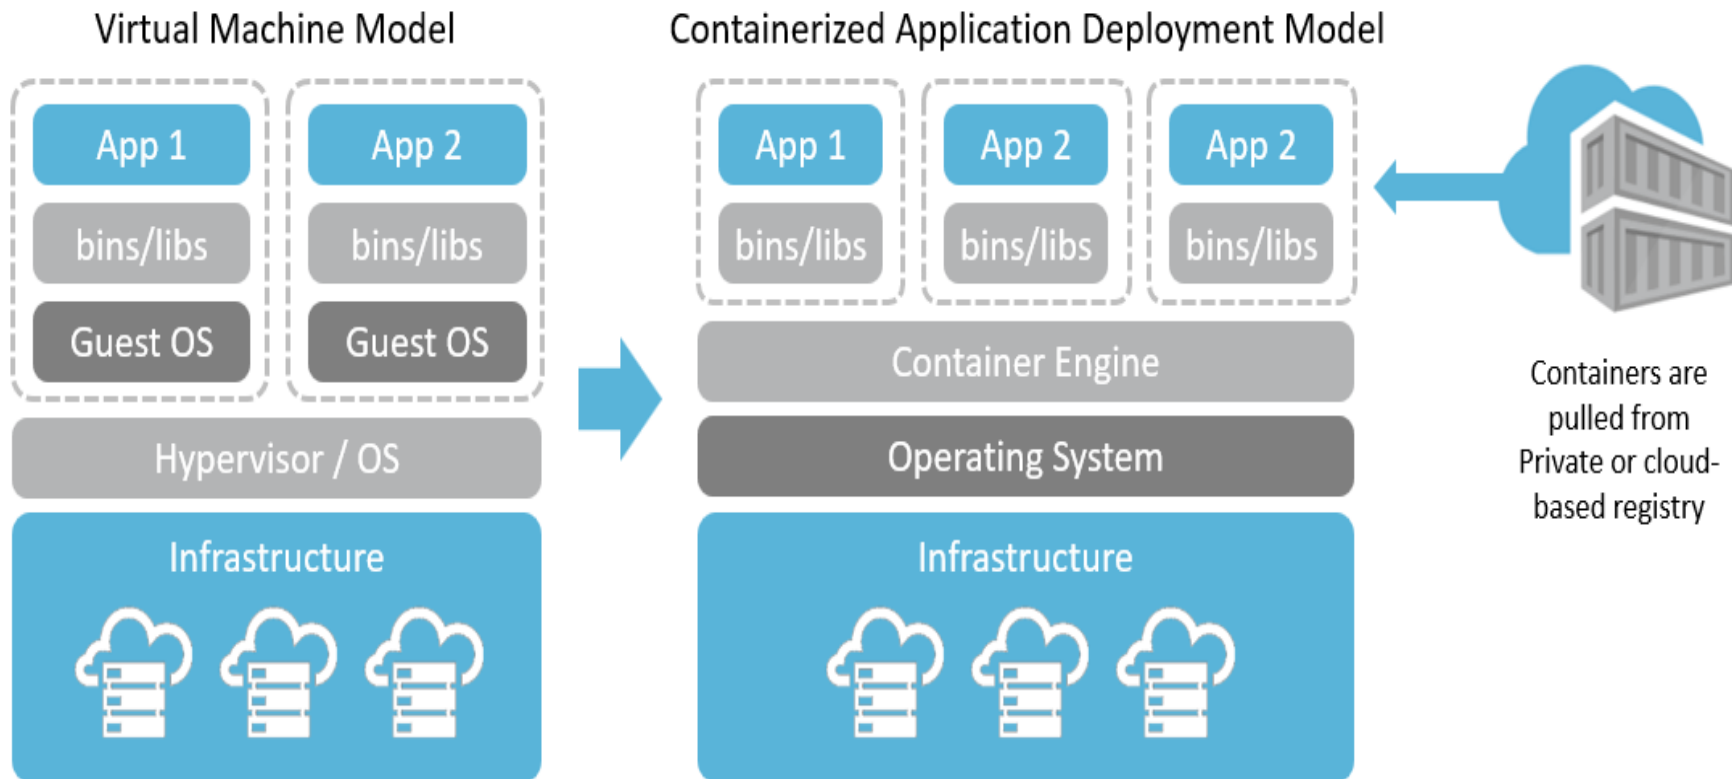 Virtual Machine Model
App 1
App 2
bins/libs
bins/libs
Guest OS
Guest OS
Hypervisor / OS
Infrastructure
Containerized Application Deployment Model
App 1
App 2
App 2
bins/libs
bins/libs
bins/libs
Container Engine
Operating System
Infrastructure
Containers are
pulled from
Private or cloud-
based registry